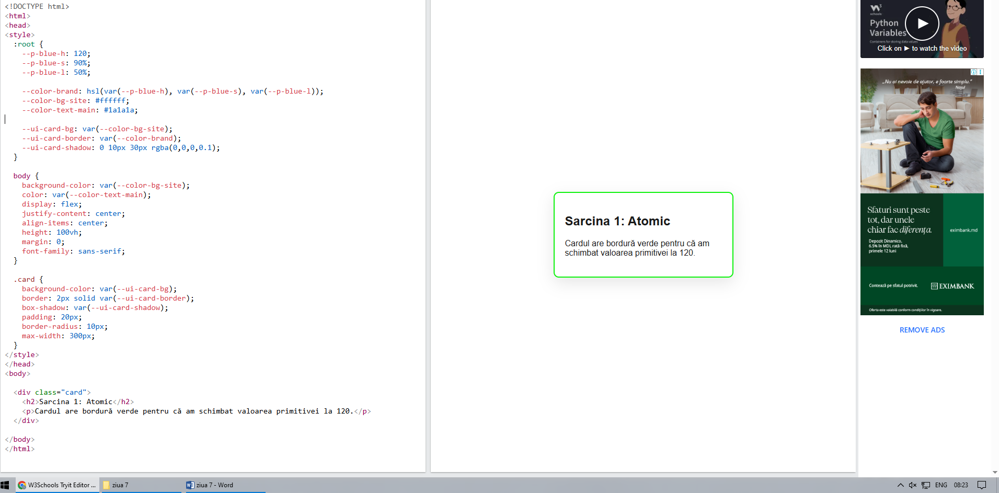 <!DOCTYPE html>
<html>
<head>
<style>
  :root {
    --p-blue-h: 120;
    --p-blue-s: 90%;
    --p-blue-l: 50%;

    --color-brand: hsl(var(--p-blue-h), var(--p-blue-s), var(--p-blue-l));
    --color-bg-site: #ffffff;
    --color-text-main: #1a1a1a;

    --ui-card-bg: var(--color-bg-site);
    --ui-card-border: var(--color-brand);
    --ui-card-shadow: 0 10px 30px rgba(0,0,0,0.1);
  }

  body {
    background-color: var(--color-bg-site);
    color: var(--color-text-main);
    display: flex;
    justify-content: center;
    align-items: center;
    height: 100vh;
    margin: 0;
    font-family: sans-serif;
  }

  .card {
    background-color: var(--ui-card-bg);
    border: 2px solid var(--ui-card-border);
    box-shadow: var(--ui-card-shadow);
    padding: 20px;
    border-radius: 10px;
    max-width: 300px;
  }
</style>
</head>
<body>

  <div class="card">
    <h2>Sarcina 1: Atomic</h2>
    <p>Cardul are bordură verde pentru că am schimbat valoarea primitivei la 120.</p>
  </div>

</body>
</html>
Sarcina 1: Atomic
Cardul are bordură verde pentru că am
schimbat valoarea primitivei la 120.
w3
schools
Python
Variables
Containers for storing data values
Click on ▶ to watch the video
„Nu ai nevoie de ajutor, e foarte simplu.”
Nașul
Sfaturi sunt peste
tot, dar unele
chiar fac diferența.
eximbank.md
Depozit Dinamico,
6.5% în MDL rată fixă,
primele 12 luni
Contează pe sfatul potrivit.
EXIMBANK
Oferta este valabilă conform condițiilor în vigoare.
REMOVE ADS
W3Schools Tryit Editor ...
ziua 7
ziua 7 - Word
ENG
08:23